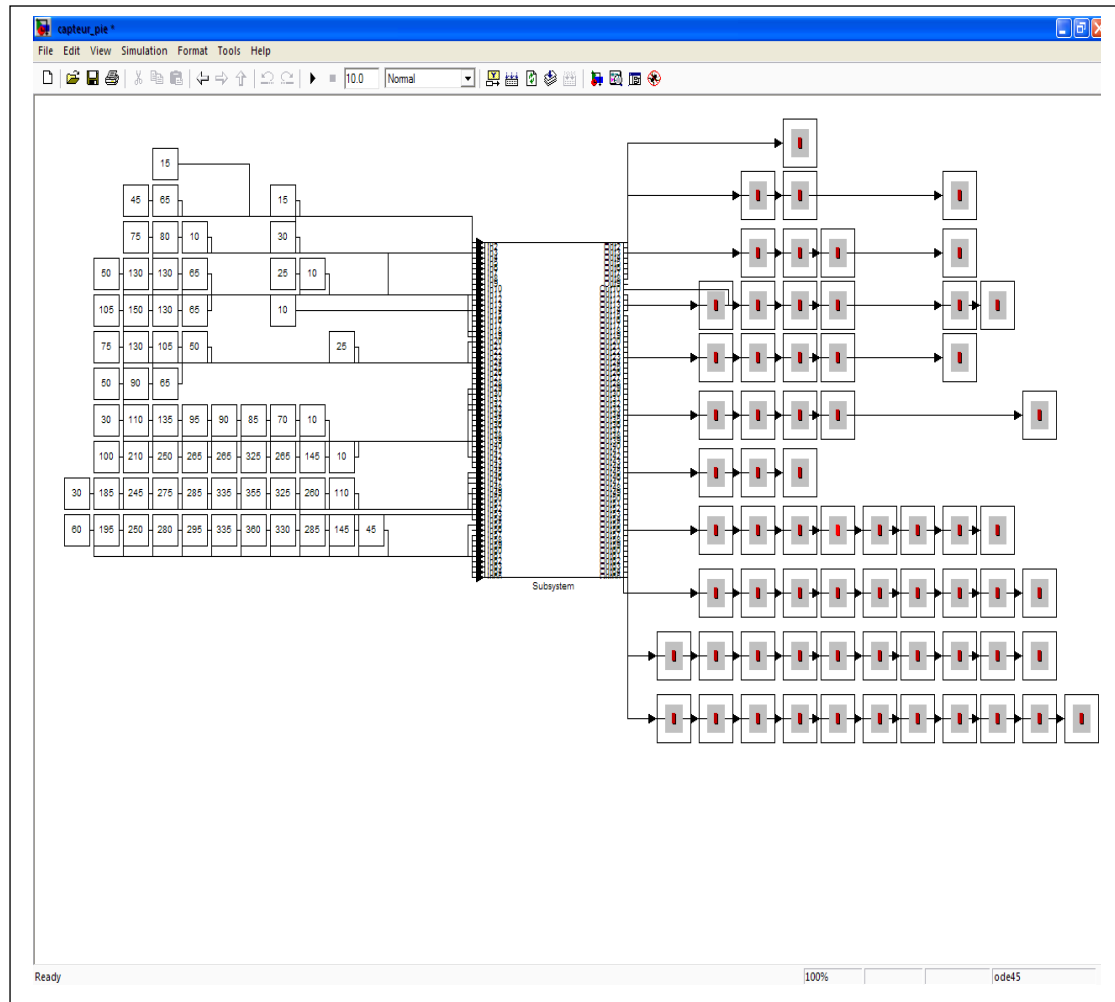 capteur_pie *
File Edit View Simulation Format Tools Help
10.0 Normal
15
45 65 15
75 80 10 30
50 130 130 65 25 10
105 150 130 65 10
75 130 105 50 25
50 90 65
30 110 135 95 90 85 70 10
100 210 250 265 265 325 265 145 10
30 185 245 275 285 335 355 325 260 110
60 195 250 280 295 335 360 330 285 145 45
Subsystem
Ready 100% ode45